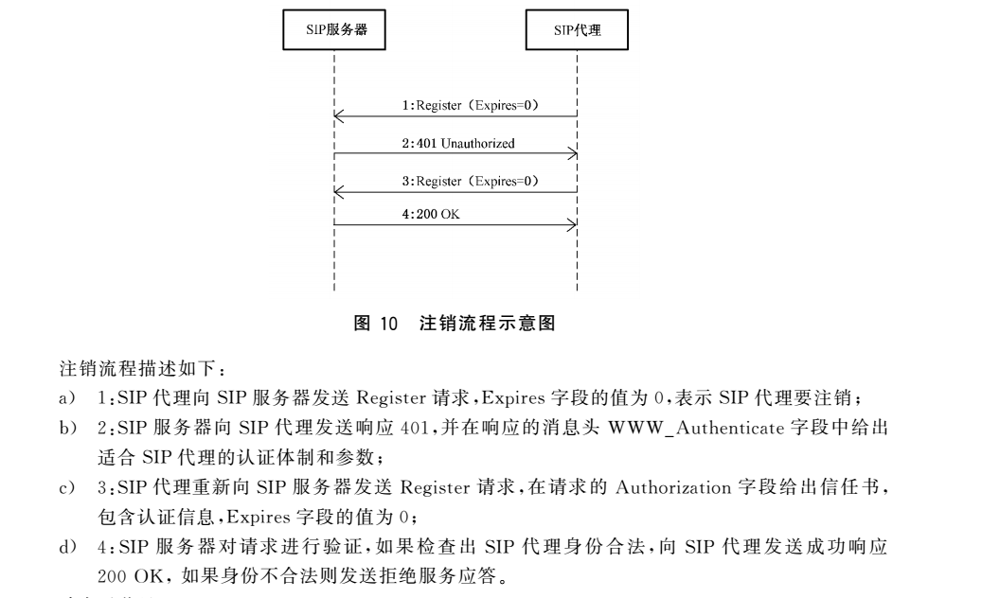 SIP服务器
SIP代理
1:Register（Expires=0）
2:401 Unauthorized
3:Register（Expires=0）
4:200 OK
图 10　注销流程示意图
注销流程描述如下：
a)　1:SIP 代理向 SIP 服务器发送 Register 请求,Expires 字段的值为 0,表示 SIP 代理要注销；
b)　2:SIP 服务器向 SIP 代理发送响应 401,并在响应的消息头 WWW_Authenticate 字段中给出
适合 SIP 代理的认证体制和参数；
c)　3:SIP 代理重新向 SIP 服务器发送 Register 请求,在请求的 Authorization 字段给出信任书,
包含认证信息,Expires 字段的值为 0；
d)　4:SIP 服务器对请求进行验证,如果检查出 SIP 代理身份合法,向 SIP 代理发送成功响应
200 OK, 如果身份不合法则发送拒绝服务应答。